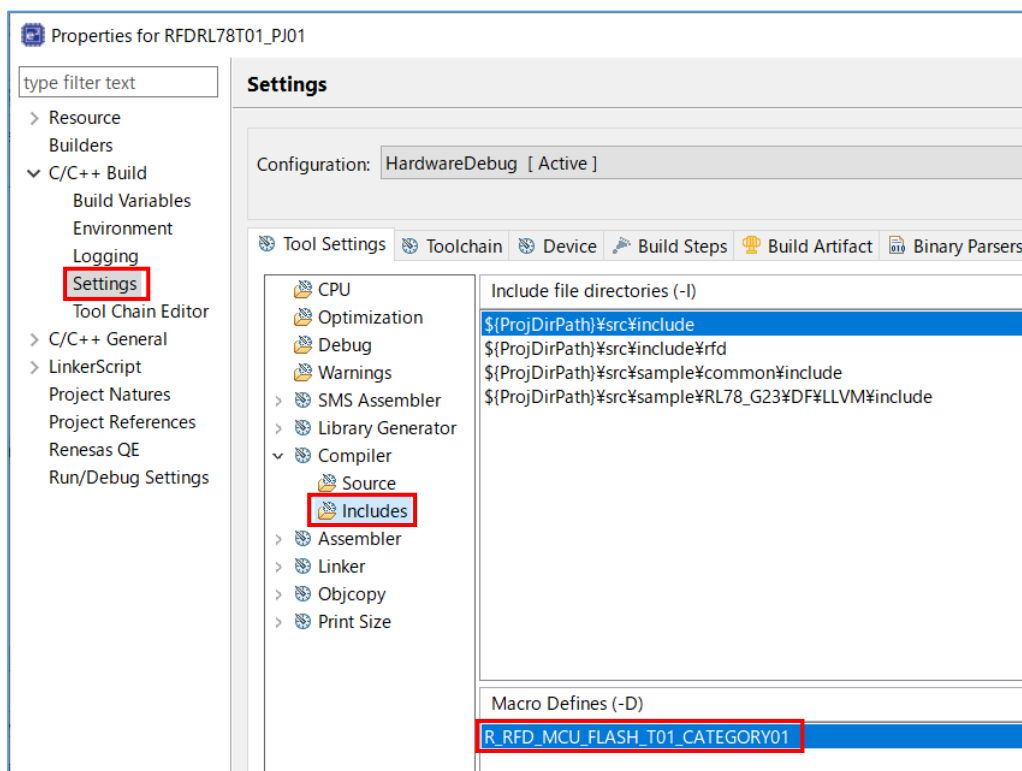 Properties for RFDRL78T01_PJ01
type filter text
Resource
Builders
C/C++ Build
Build Variables
Environment
Logging
Settings
Tool Chain Editor
C/C++ General
LinkerScript
Project Natures
Project References
Renesas QE
Run/Debug Settings
Settings
Configuration: HardwareDebug [ Active ]
Tool Settings Toolchain Device Build Steps Build Artifact Binary Parsers
CPU
Optimization
Debug
Warnings
SMS Assembler
Library Generator
Compiler
Source
Includes
Assembler
Linker
Objcopy
Print Size
Include file directories (-I)
${ProjDirPath}¥src¥include
${ProjDirPath}¥src¥include¥rfd
${ProjDirPath}¥src¥sample¥common¥include
${ProjDirPath}¥src¥sample¥RL78_G23¥DF¥LLVM¥include
Macro Defines (-D)
R_RFD_MCU_FLASH_T01_CATEGORY01